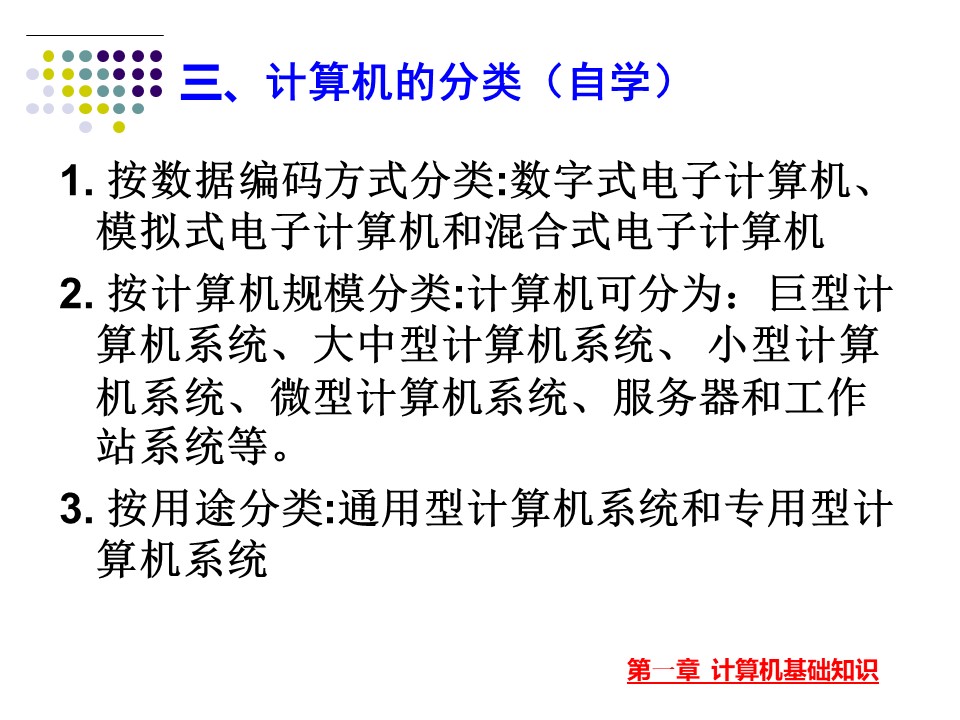 三、计算机的分类（自学）
1. 按数据编码方式分类:数字式电子计算机、
模拟式电子计算机和混合式电子计算机
2. 按计算机规模分类:计算机可分为：巨型计
算机系统、大中型计算机系统、 小型计算
机系统、微型计算机系统、服务器和工作
站系统等。
3. 按用途分类:通用型计算机系统和专用型计
算机系统
第一章 计算机基础知识